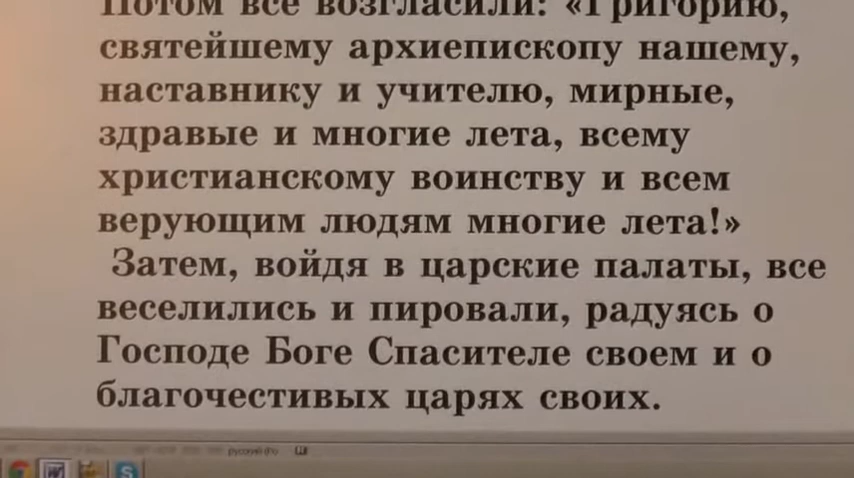 Потом все возгласили: «Григорию,
святейшему архиепископу нашему,
наставнику и учителю, мирные,
здравые и многие лета, всему
христианскому воинству и всем
верующим людям многие лета!»
Затем, войдя в царские палаты, все
веселились и пировали, радуясь о
Господе Боге Спасителе своем и о
благочестивых царях своих.
русский